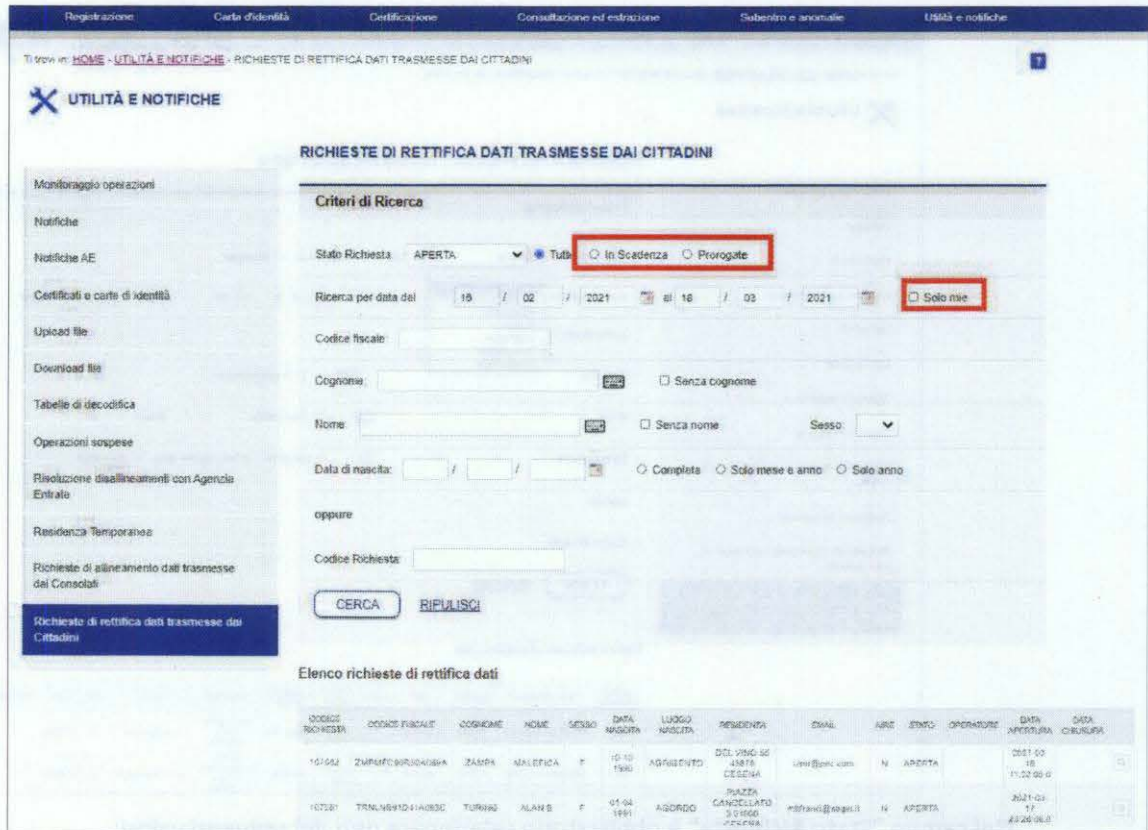 Registrazione Carta d'identità Certificazione Consultazione ed estrazione Subentro e anomalie Utilità e notifiche
Ti trovi in: HOME - UTILITÀ E NOTIFICHE - RICHIESTE DI RETTIFICA DATI TRASMESSE DAI CITTADINI
?
UTILITÀ E NOTIFICHE
RICHIESTE DI RETTIFICA DATI TRASMESSE DAI CITTADINI
Monitoraggio operazioni
Notifiche
Notifiche AE
Certificati e carte di identità
Upload file
Download file
Tabelle di decodifica
Operazioni sospese
Risoluzione disallineamenti con Agenzia
Entrate
Residenza Temporanea
Richieste di allineamento dati trasmesse
dai Consolati
Richieste di rettifica dati trasmesse dai
Cittadini
Criteri di Ricerca
Stato Richiesta: APERTA Tutte In Scadenza Prorogate
Ricerca per data dal 16 / 02 / 2021 al 16 / 03 / 2021 Solo mie
Codice fiscale:
Cognome: Senza cognome
Nome: Senza nome Sesso:
Data di nascita: / / Completa Solo mese e anno Solo anno
oppure
Codice Richiesta:
CERCA RIPULISCI
Elenco richieste di rettifica dati
CODICE RICHIESTA CODICE FISCALE COGNOME NOME SESSO DATA NASCITA LUOGO NASCITA RESIDENZA EMAIL AIRE STATO OPERATORE DATA APERTURA DATA CHIUSURA
ZAMPA MALEFICA F AGRIGENTO CESENA N APERTA
TURING ALAN B F AGORDO PIAZZA CESENA N APERTA